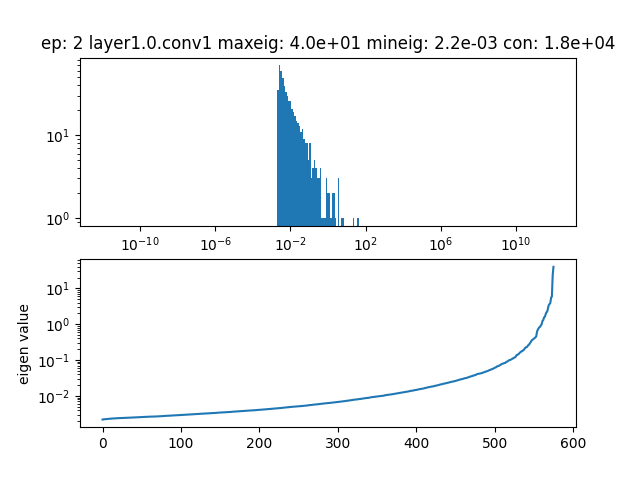 ep: 2 layer1.0.conv1 maxeig: 4.0e+01 mineig: 2.2e-03 con: 1.8e+04
10¹
10⁰
10⁻¹⁰ 10⁻⁶ 10⁻² 10² 10⁶ 10¹⁰
eigen value
10¹
10⁰
10⁻¹
10⁻²
0 100 200 300 400 500 600